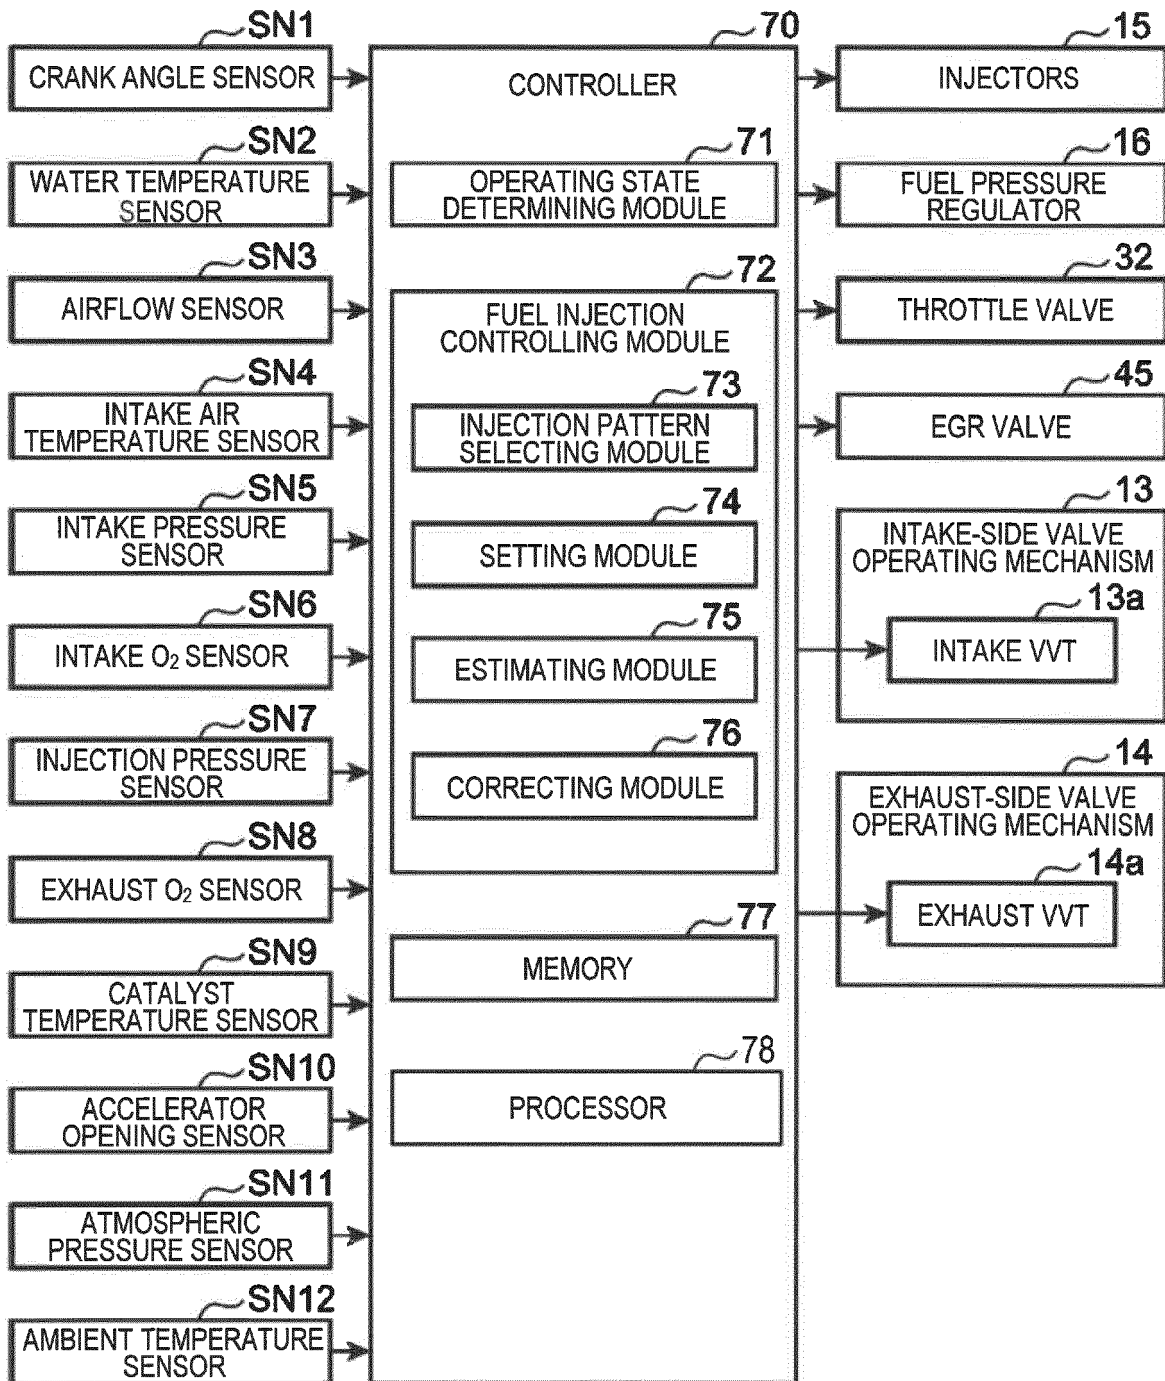 SN1
CRANK ANGLE SENSOR
SN2
WATER TEMPERATURE
SENSOR
SN3
AIRFLOW SENSOR
SN4
INTAKE AIR
TEMPERATURE SENSOR
SN5
INTAKE PRESSURE
SENSOR
SN6
INTAKE O₂ SENSOR
SN7
INJECTION PRESSURE
SENSOR
SN8
EXHAUST O₂ SENSOR
SN9
CATALYST
TEMPERATURE SENSOR
SN10
ACCELERATOR
OPENING SENSOR
SN11
ATMOSPHERIC
PRESSURE SENSOR
SN12
AMBIENT TEMPERATURE
SENSOR
70
CONTROLLER
71
OPERATING STATE
DETERMINING MODULE
72
FUEL INJECTION
CONTROLLING MODULE
73
INJECTION PATTERN
SELECTING MODULE
74
SETTING MODULE
75
ESTIMATING MODULE
76
CORRECTING MODULE
77
MEMORY
78
PROCESSOR
15
INJECTORS
16
FUEL PRESSURE
REGULATOR
32
THROTTLE VALVE
45
EGR VALVE
13
INTAKE-SIDE VALVE
OPERATING MECHANISM
13a
INTAKE VVT
14
EXHAUST-SIDE VALVE
OPERATING MECHANISM
14a
EXHAUST VVT